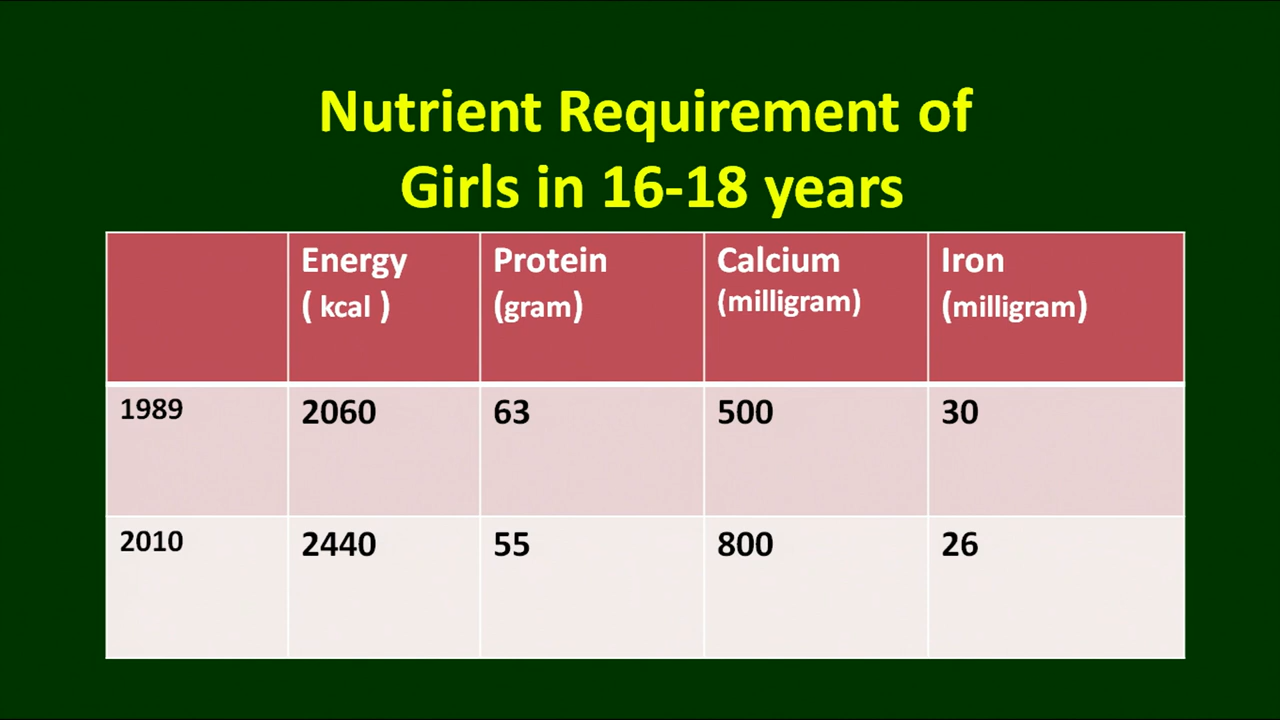 Nutrient Requirement of
Girls in 16-18 years
Energy Protein Calcium Iron
( kcal ) (gram) (milligram) (milligram)
1989 2060 63 500 30
2010 2440 55 800 26